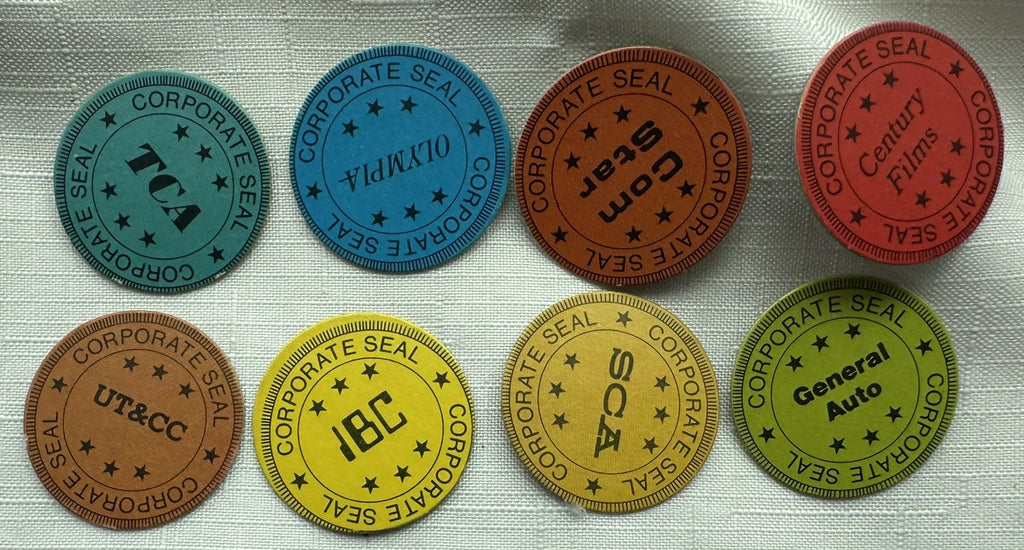 CORPORATE SEAL
TCA
CORPORATE SEAL
CORPORATE SEAL
OLYMPIA
CORPORATE SEAL
CORPORATE SEAL
Com
Star
CORPORATE SEAL
CORPORATE SEAL
Century
Films
CORPORATE SEAL
CORPORATE SEAL
UT&CC
CORPORATE SEAL
CORPORATE SEAL
IBC
CORPORATE SEAL
CORPORATE SEAL
SCA
CORPORATE SEAL
CORPORATE SEAL
General
Auto
CORPORATE SEAL